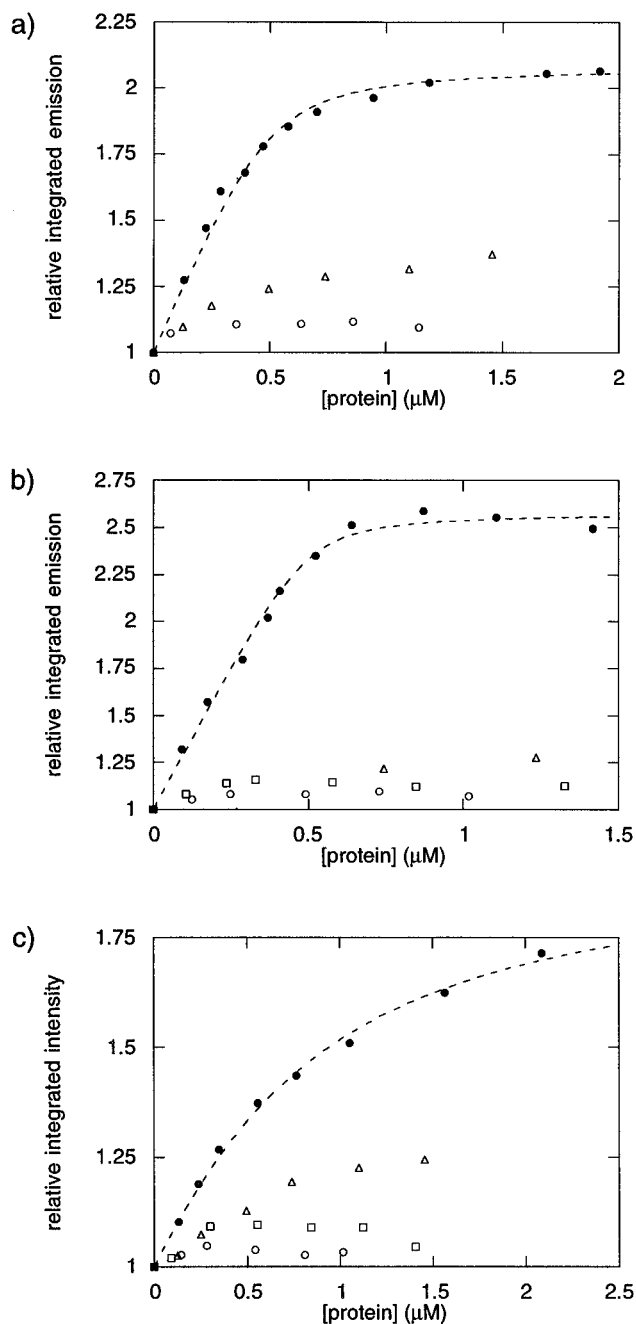 a)
relative integrated emission
2.25
2
1.75
1.5
1.25
1
0 0.5 1 1.5 2
[protein] (μM)
b)
relative integrated emission
2.75
2.5
2.25
2
1.75
1.5
1.25
1
0 0.5 1 1.5
[protein] (μM)
c)
relative integrated intensity
1.75
1.5
1.25
1
0 0.5 1 1.5 2 2.5
[protein] (μM)